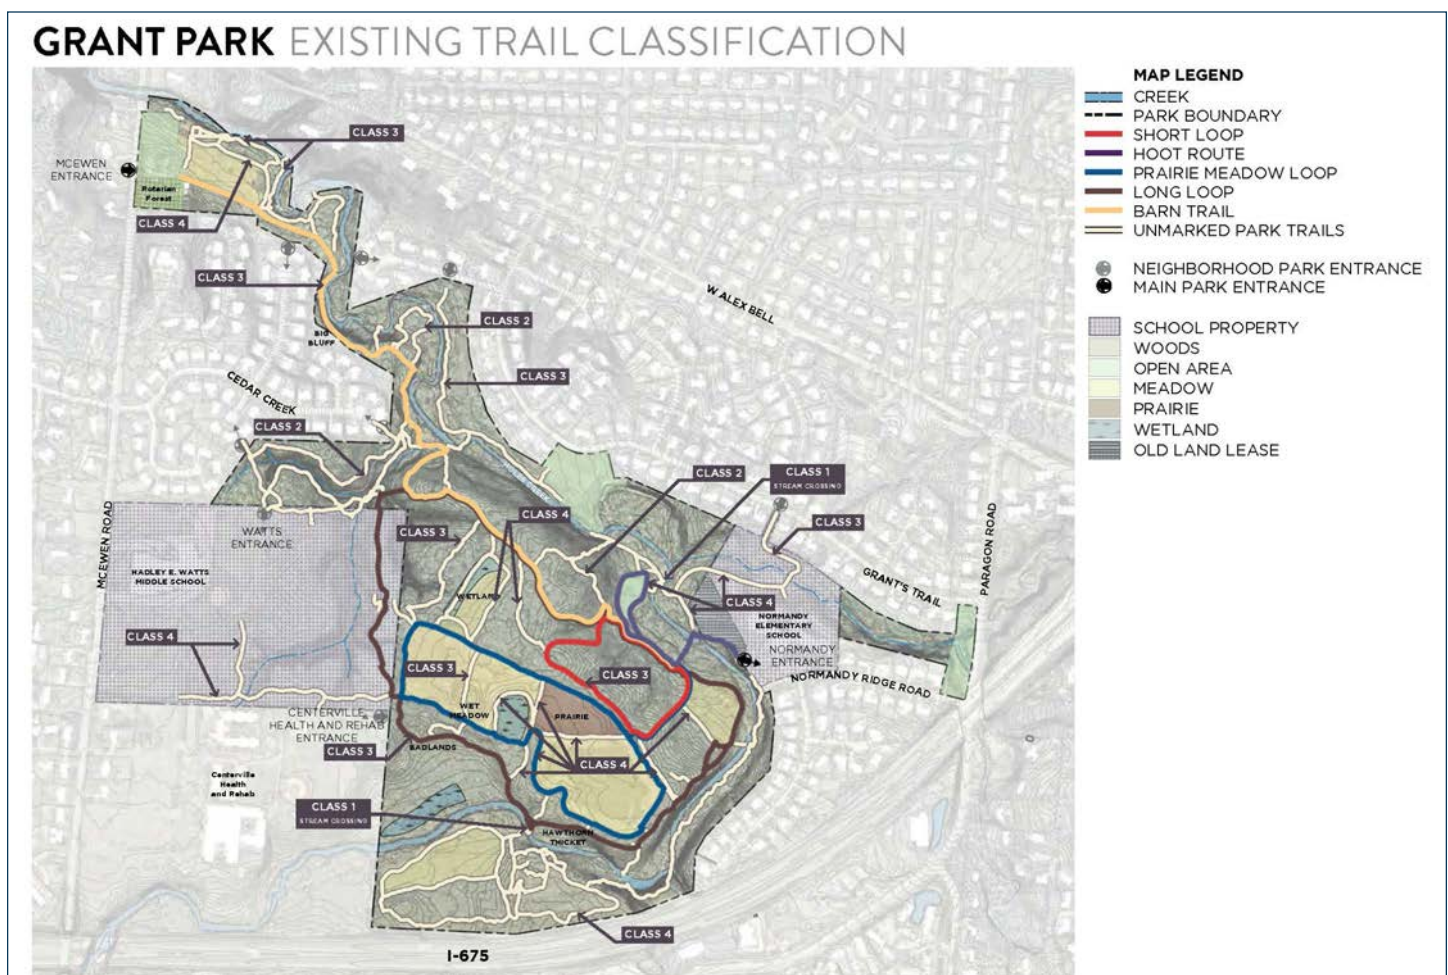 GRANT PARK EXISTING TRAIL CLASSIFICATION
MAP LEGEND
CREEK
PARK BOUNDARY
SHORT LOOP
HOOT ROUTE
PRAIRIE MEADOW LOOP
LONG LOOP
BARN TRAIL
UNMARKED PARK TRAILS
NEIGHBORHOOD PARK ENTRANCE
MAIN PARK ENTRANCE
SCHOOL PROPERTY
WOODS
OPEN AREA
MEADOW
PRAIRIE
WETLAND
OLD LAND LEASE
CLASS 3
MCEWEN
ENTRANCE
Rotarian
Forest
CLASS 4
CLASS 3
W ALEX BELL
CLASS 2
BIG
BLUFF
CLASS 3
CEDAR CREEK
CLASS 2
CLASS 2
CLASS 1
STREAM CROSSING
MCEWEN ROAD
WATTS
ENTRANCE
CLASS 3
CLASS 4
CLASS 3
PARAGON ROAD
HADLEY E. WATTS
MIDDLE SCHOOL
GRANT'S TRAIL
WETLAND
CLASS 4
NORMANDY
ELEMENTARY
SCHOOL
CLASS 4
NORMANDY
ENTRANCE
CLASS 3
CLASS 3
NORMANDY RIDGE ROAD
WET
MEADOW
PRAIRIE
CENTERVILLE
HEALTH AND REHAB
ENTRANCE
CLASS 3
BADLANDS
CLASS 4
Centerville
Health
and Rehab
CLASS 1
STREAM CROSSING
HAWTHORN
THICKET
CLASS 4
I-675